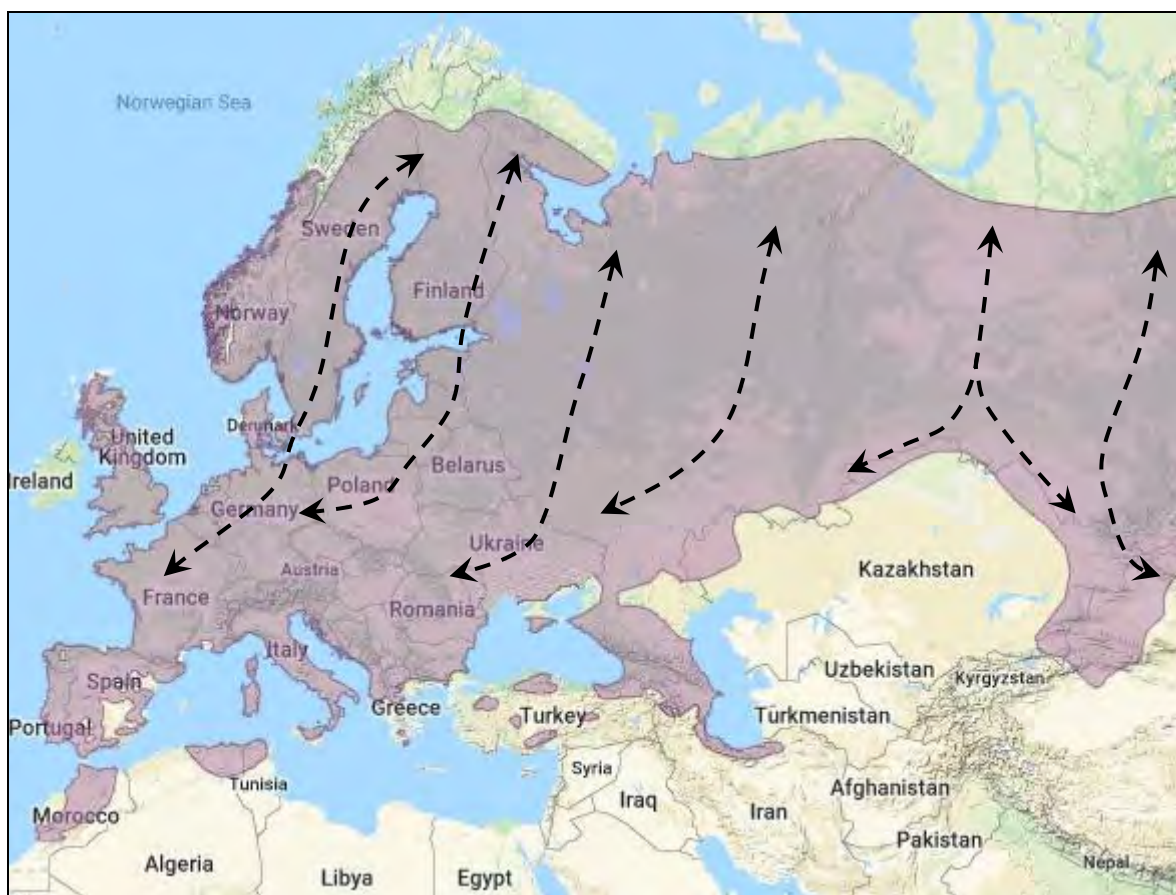 Norwegian Sea
Sweden
Finland
Norway
Denmark
United
Kingdom
Ireland
Belarus
Poland
Germany
Ukraine
Austria
France
Romania
Kazakhstan
Italy
Spain
Uzbekistan
Kyrgyzstan
Greece
Turkey
Turkmenistan
Portugal
Syria
Tunisia
Afghanistan
Iraq
Iran
Morocco
Pakistan
Algeria
Libya
Egypt
Nepal